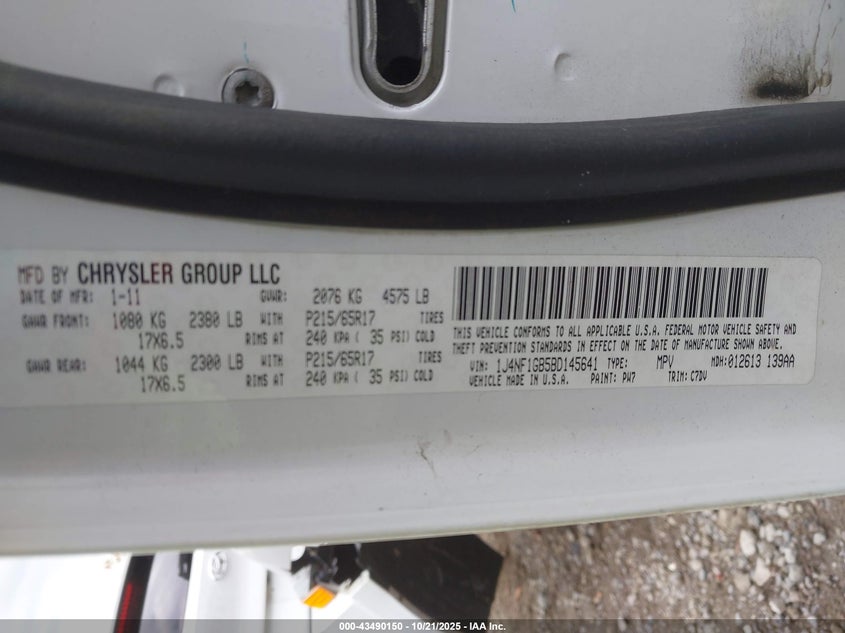 MFD BY CHRYSLER GROUP LLC
DATE OF MFR: 1-11 GVWR: 2076 KG 4575 LB
GAWR FRONT: 1080 KG 2380 LB WITH P215/65R17 TIRES
17X6.5 RIMS AT 240 KPA ( 35 PSI) COLD
GAWR REAR: 1044 KG 2300 LB WITH P215/65R17 TIRES
17X6.5 RIMS AT 240 KPA ( 35 PSI) COLD
THIS VEHICLE CONFORMS TO ALL APPLICABLE U.S.A. FEDERAL MOTOR VEHICLE SAFETY AND
THEFT PREVENTION STANDARDS IN EFFECT ON THE DATE OF MANUFACTURE SHOWN ABOVE.
VIN: 1J4NF1GB5BD145641 TYPE: MPV MDH:012613 139AA
VEHICLE MADE IN U.S.A. PAINT: PW7 TRIM: C7DV
000-43490150 - 10/21/2025 - IAA, Inc.